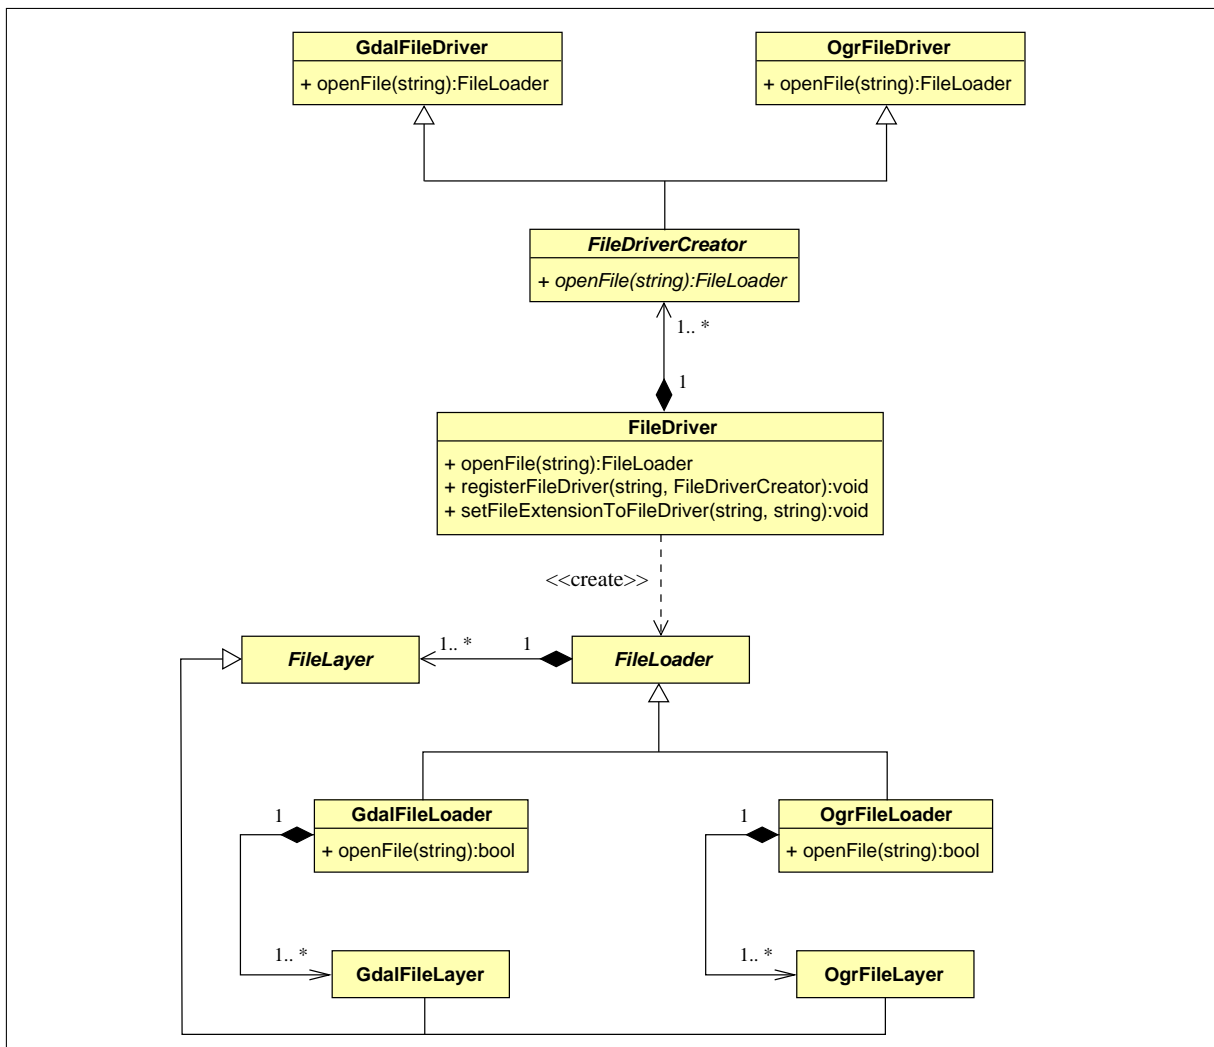 GdalFileDriver
+ openFile(string):FileLoader
OgrFileDriver
+ openFile(string):FileLoader
FileDriverCreator
+ openFile(string):FileLoader
1.. *
1
FileDriver
+ openFile(string):FileLoader
+ registerFileDriver(string, FileDriverCreator):void
+ setFileExtensionToFileDriver(string, string):void
<<create>>
FileLayer
1.. *
1
FileLoader
1
GdalFileLoader
+ openFile(string):bool
1
OgrFileLoader
+ openFile(string):bool
1.. *
GdalFileLayer
1.. *
OgrFileLayer